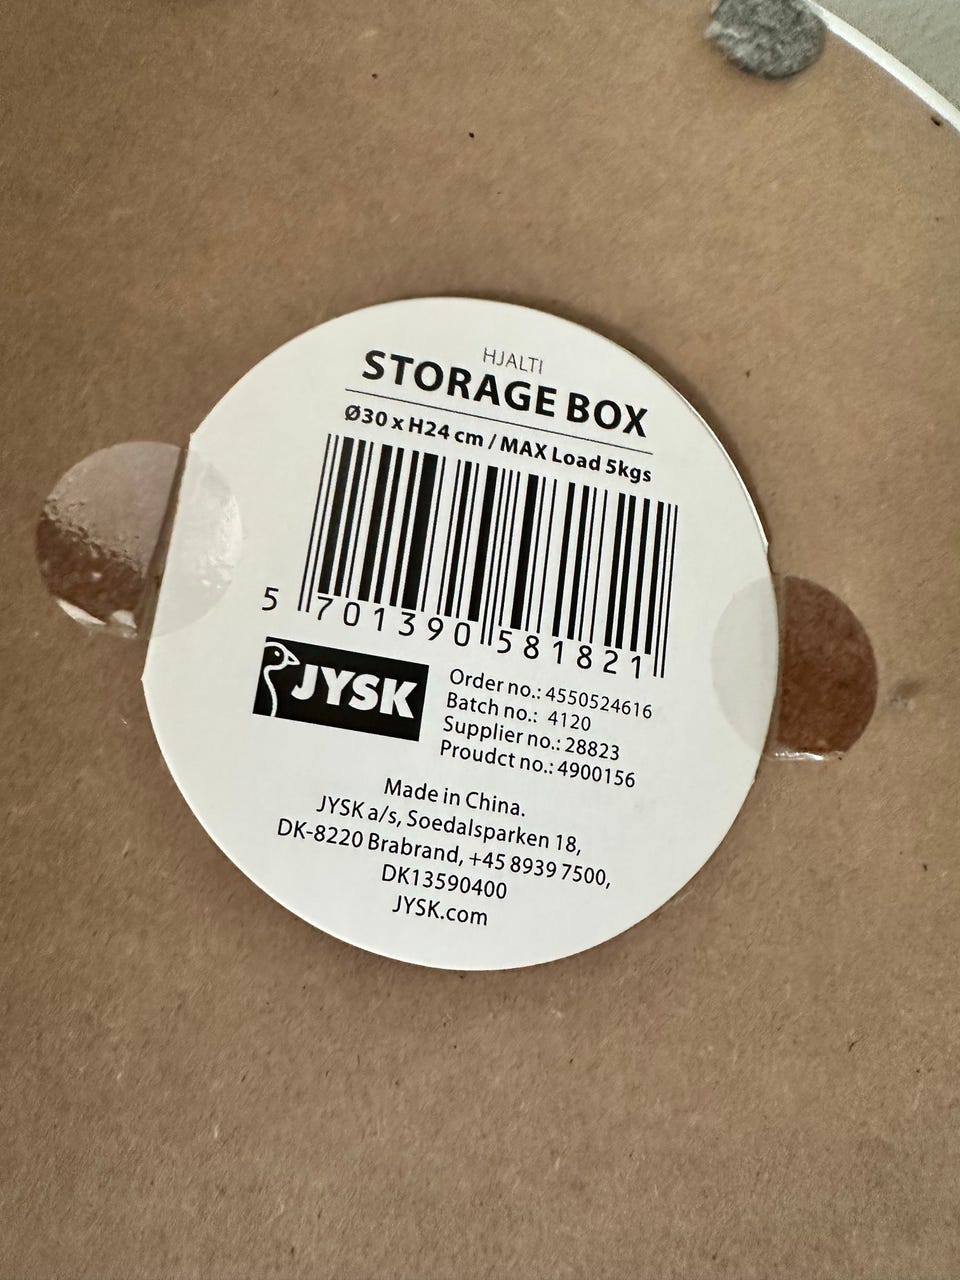 HJALTI
STORAGE BOX
Ø30 x H24 cm / MAX Load 5kgs
5 701390 581821
JYSK
Order no.: 4550524616
Batch no.: 4120
Supplier no.: 28823
Proudct no.: 4900156
Made in China.
JYSK a/s, Soedalsparken 18,
DK-8220 Brabrand, +45 8939 7500,
DK13590400
JYSK.com